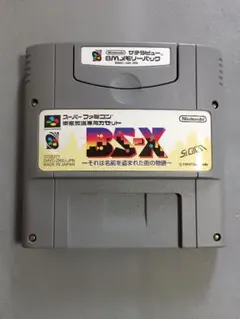 Nintendo
サテラビュー
8Mメモリーパック
スーパーファミコン
Nintendo
衛星放送専用カセット
BS-X
〜それは名前を盗まれた街の物語〜
MADE IN JAPAN